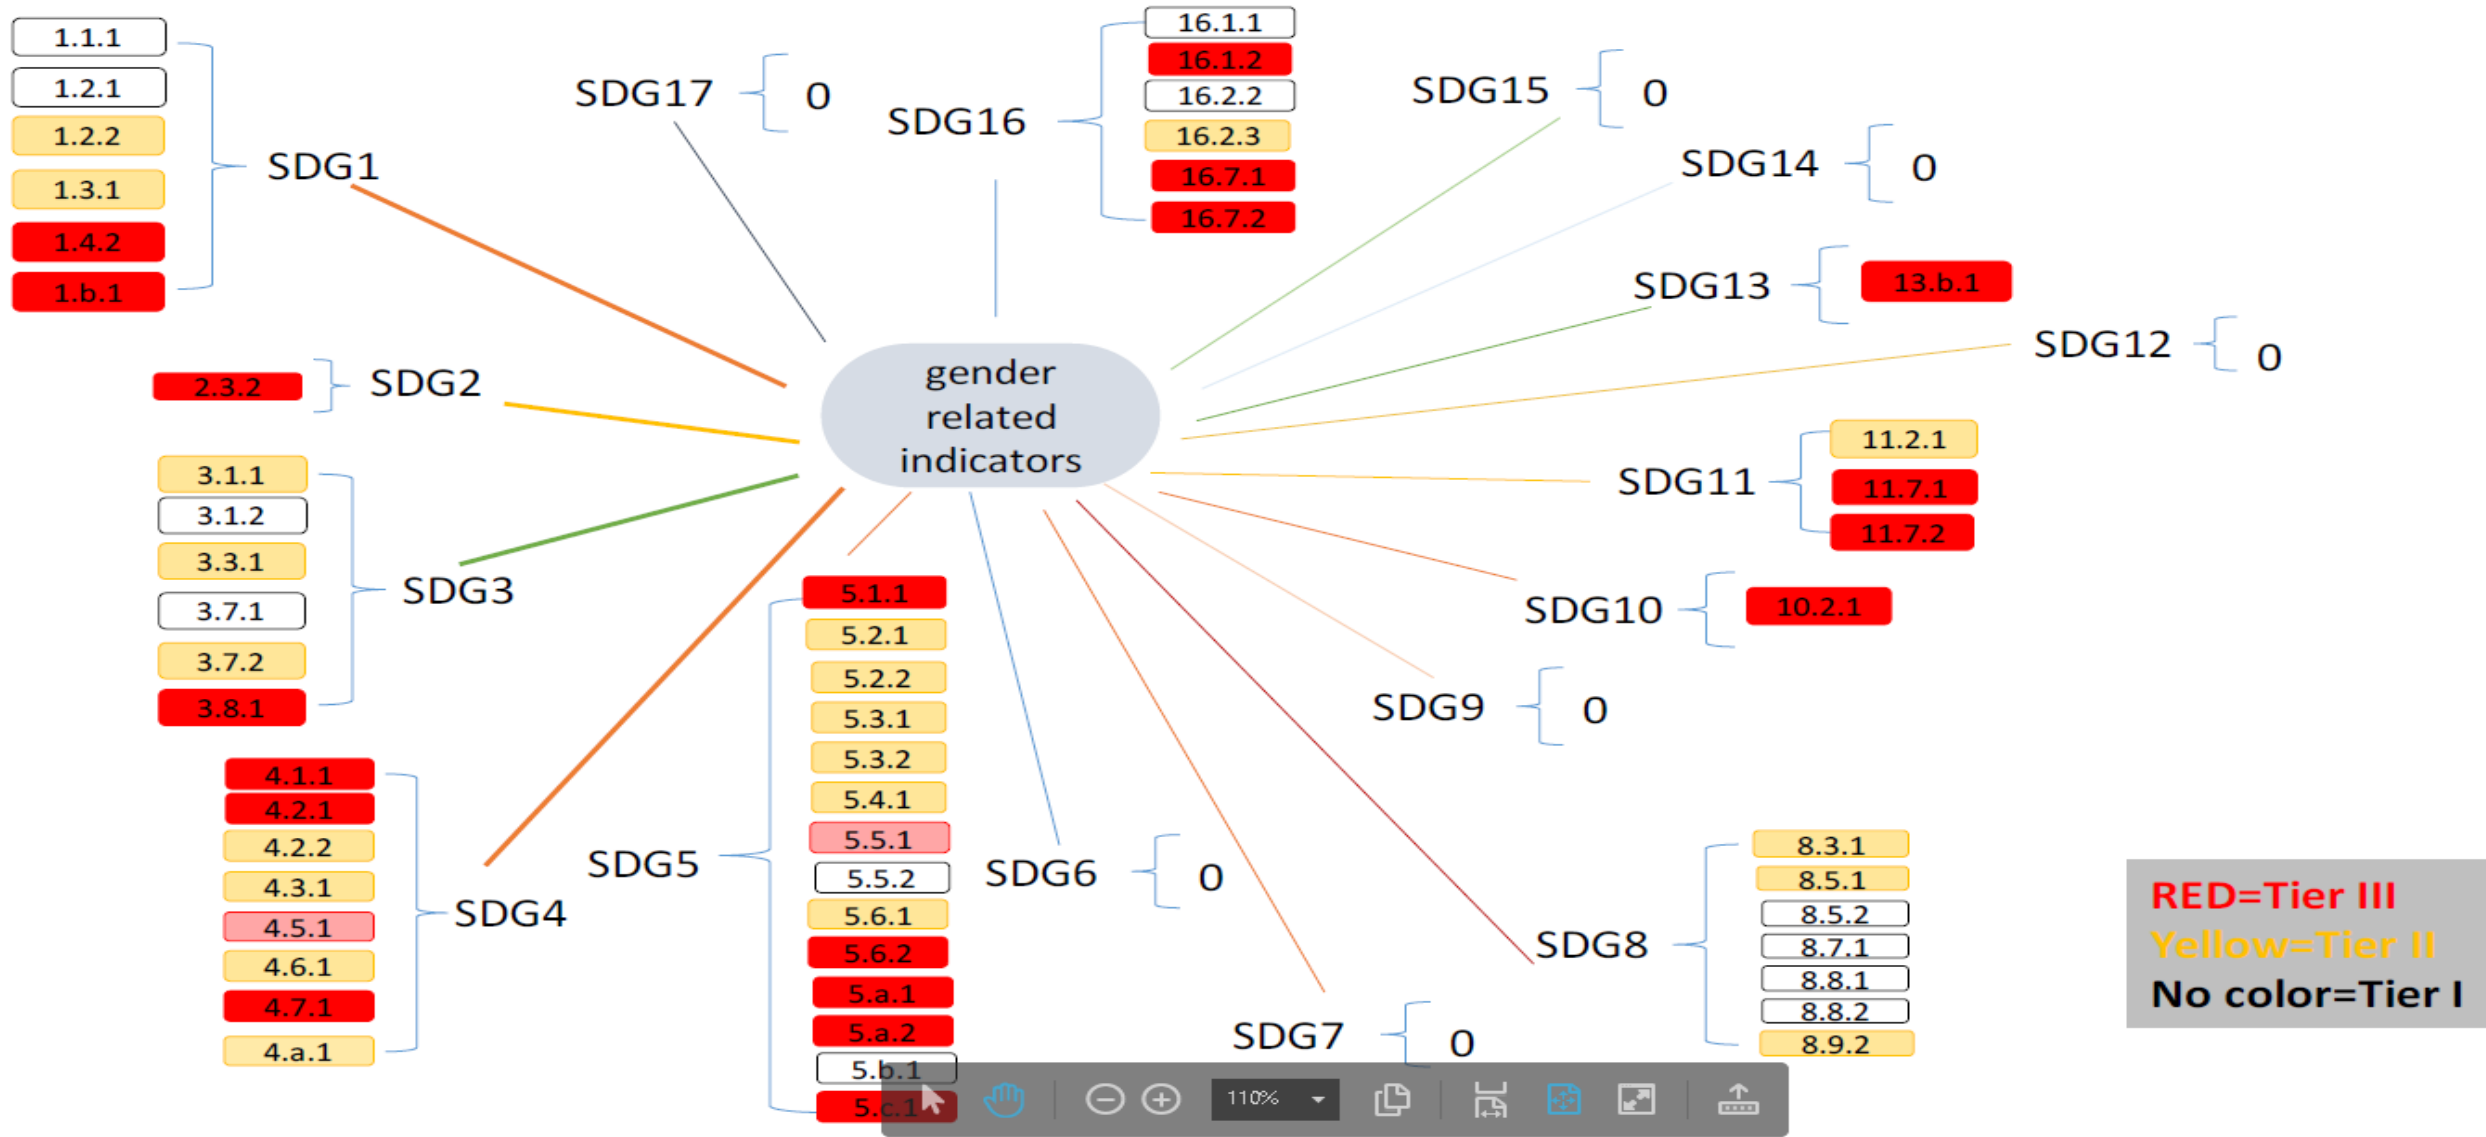 1.1.1
1.2.1
1.2.2
1.3.1
1.4.2
1.b.1
SDG1
SDG17
0
SDG16
16.1.1
16.1.2
16.2.2
16.2.3
16.7.1
16.7.2
SDG15
0
SDG14
0
SDG13
13.b.1
SDG12
0
2.3.2
SDG2
gender
related
indicators
3.1.1
3.1.2
3.3.1
3.7.1
3.7.2
3.8.1
SDG3
SDG11
11.2.1
11.7.1
11.7.2
SDG10
10.2.1
SDG9
0
4.1.1
4.2.1
4.2.2
4.3.1
4.5.1
4.6.1
4.7.1
4.a.1
SDG4
SDG5
5.1.1
5.2.1
5.2.2
5.3.1
5.3.2
5.4.1
5.5.1
5.5.2
5.6.1
5.6.2
5.a.1
5.a.2
5.b.1
5.c.1
SDG6
0
SDG7
0
SDG8
8.3.1
8.5.1
8.5.2
8.7.1
8.8.1
8.8.2
8.9.2
RED=Tier III
Yellow=Tier II
No color=Tier I
110%